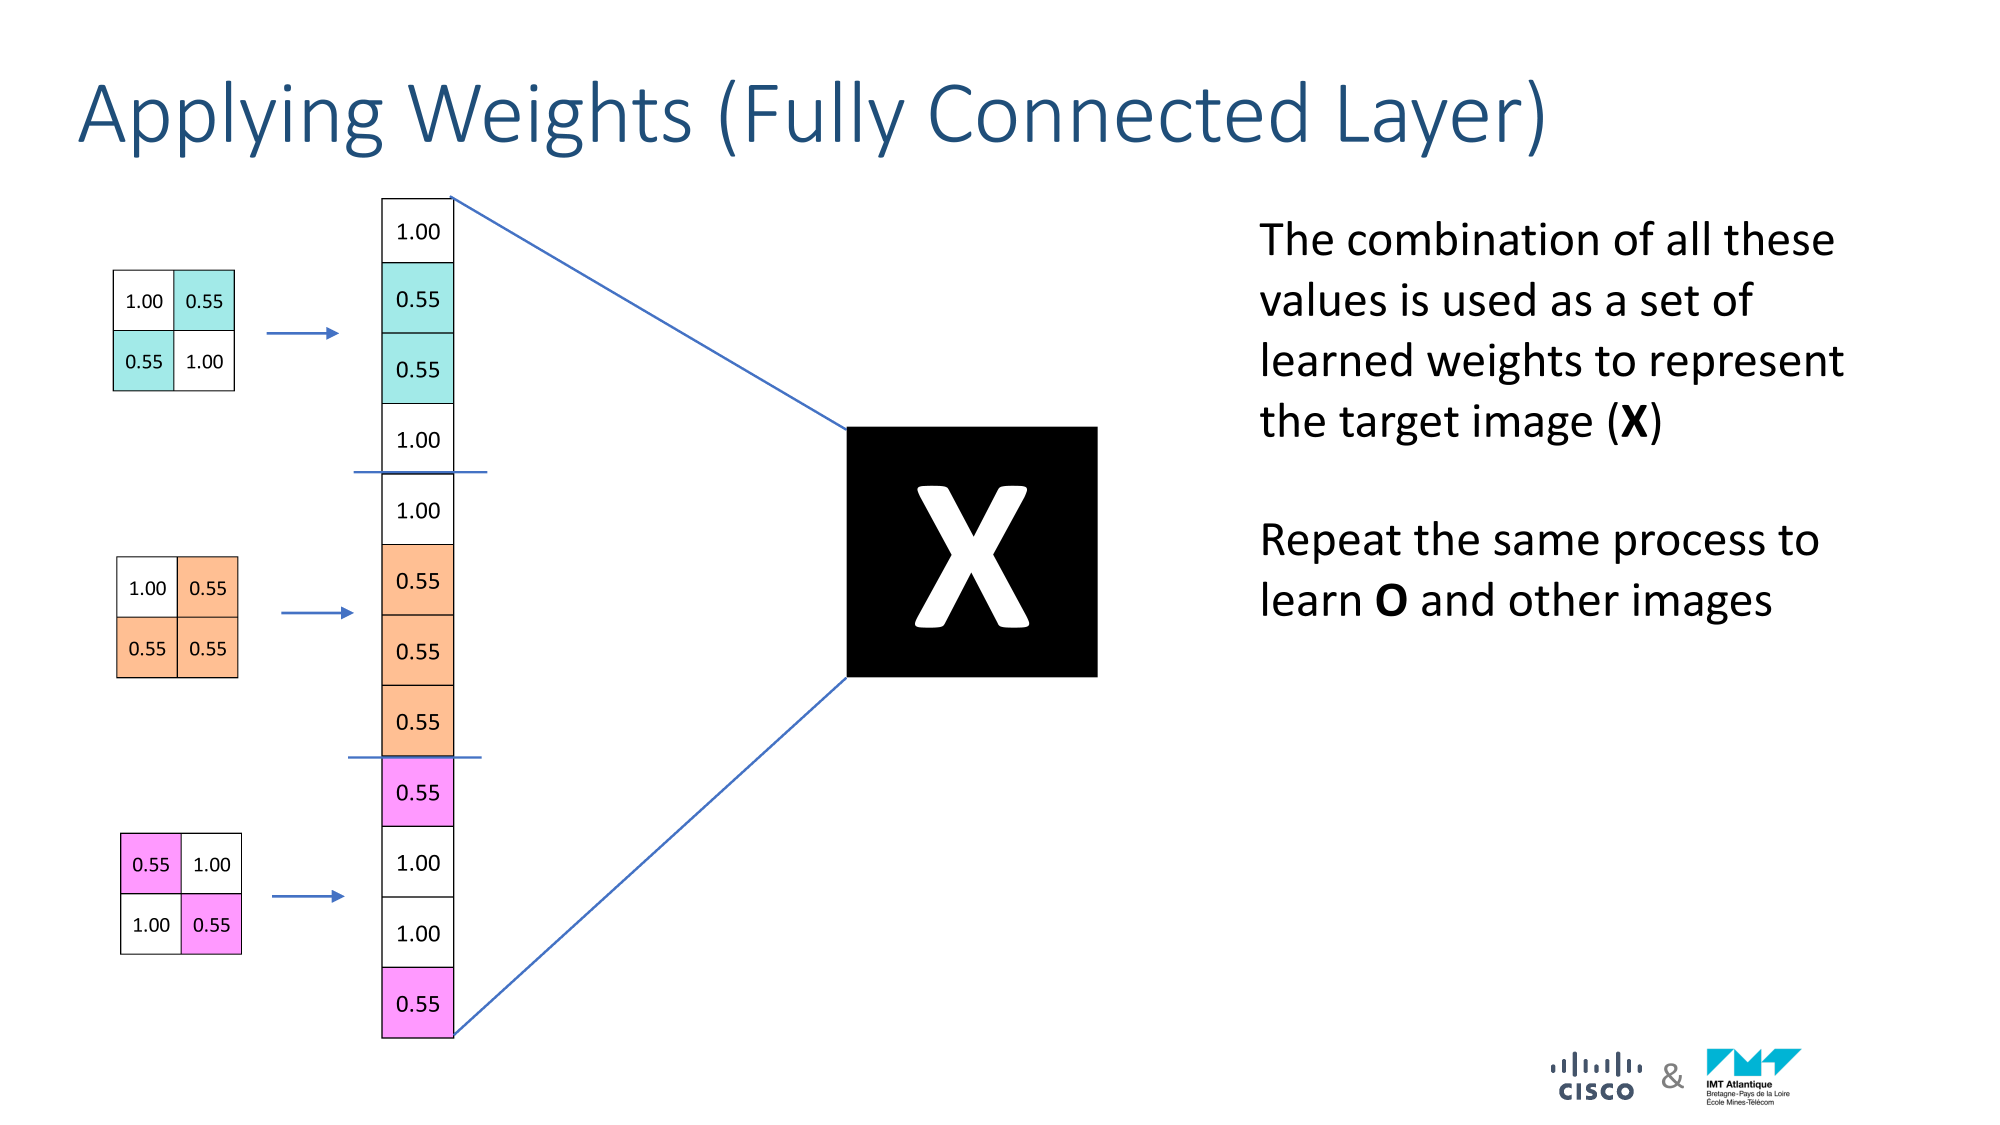 Applying Weights (Fully Connected Layer)
1.00 0.55
0.55 1.00
1.00 0.55
0.55 0.55
0.55 1.00
1.00 0.55
1.00
0.55
0.55
1.00
1.00
0.55
0.55
0.55
0.55
1.00
1.00
0.55
X
The combination of all these
values is used as a set of
learned weights to represent
the target image (X)
Repeat the same process to
learn O and other images
CISCO
&
IMT Atlantique
Bretagne-Pays de la Loire
École Mines-Télécom